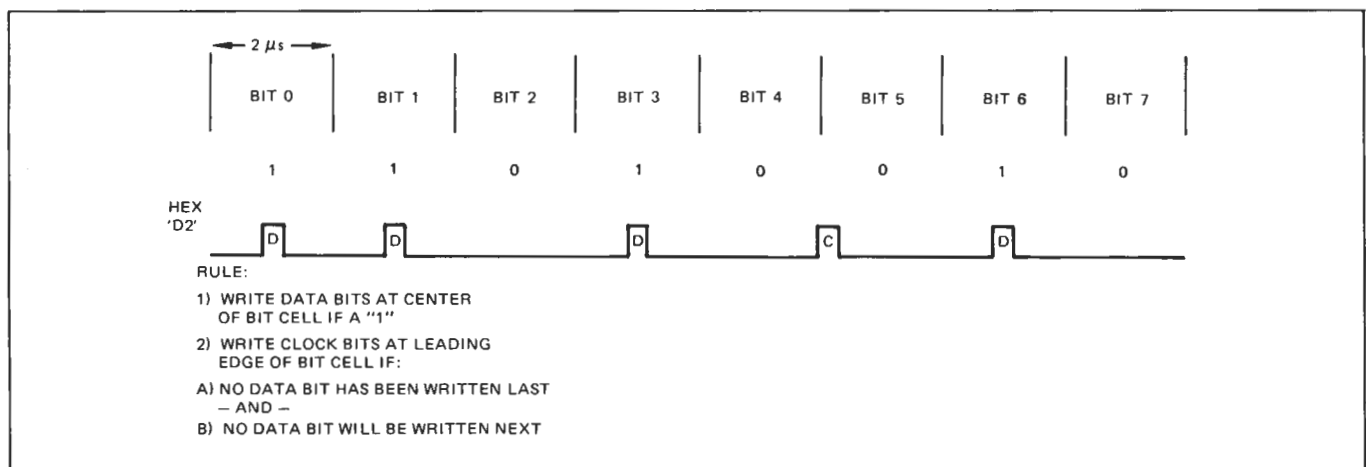 2 μs
BIT 0 BIT 1 BIT 2 BIT 3 BIT 4 BIT 5 BIT 6 BIT 7
1 1 0 1 0 0 1 0
HEX
'D2'
D D D C D
RULE:
1) WRITE DATA BITS AT CENTER
OF BIT CELL IF A "1"
2) WRITE CLOCK BITS AT LEADING
EDGE OF BIT CELL IF:
A) NO DATA BIT HAS BEEN WRITTEN LAST
– AND –
B) NO DATA BIT WILL BE WRITTEN NEXT